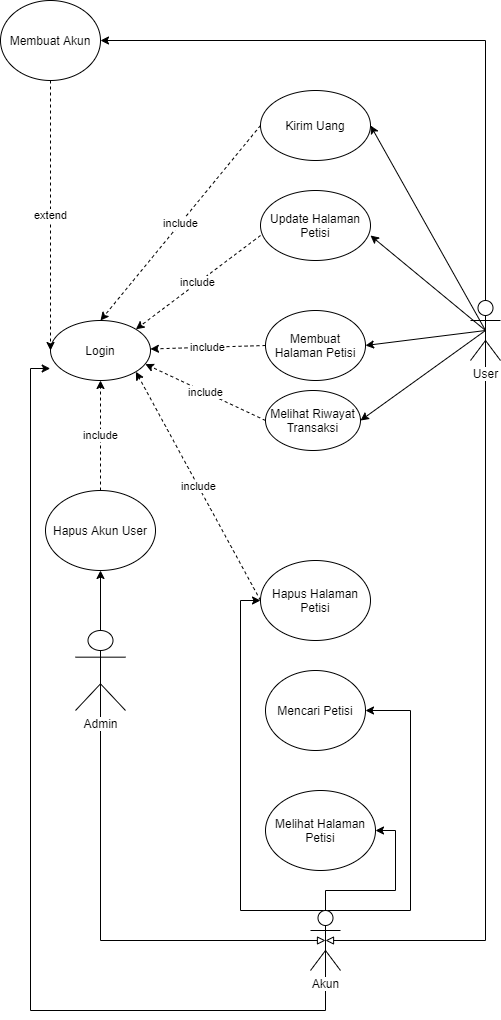 Membuat Akun
Kirim Uang
extend
include
Update Halaman
Petisi
include
Login
include
Membuat
Halaman Petisi
User
include
Melihat Riwayat
Transaksi
include
include
Hapus Akun User
Hapus Halaman
Petisi
Admin
Mencari Petisi
Melihat Halaman
Petisi
Akun